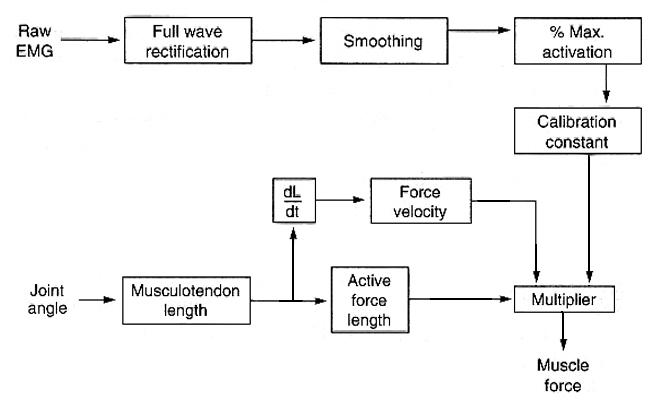 Raw
EMG
Full wave
rectification
Smoothing
% Max.
activation
Calibration
constant
dL
dt
Force
velocity
Joint
angle
Musculotendon
length
Active
force
length
Multiplier
Muscle
force